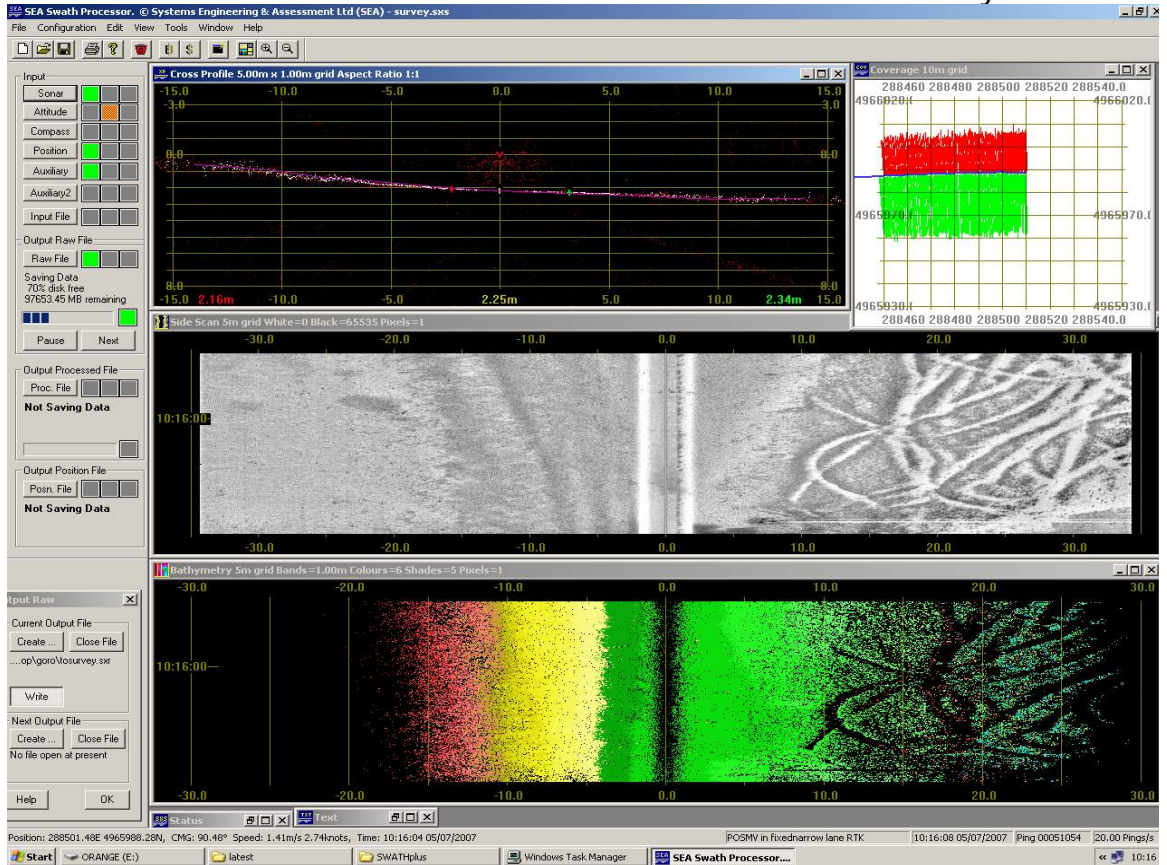 SEA Swath Processor. © Systems Engineering & Assessment Ltd (SEA) - survey.sxs
File Configuration Edit View Tools Window Help
Input
Sonar
Attitude
Compass
Position
Auxiliary
Auxiliary2
Input File
Output Raw File
Raw File
Saving Data
70% disk free
97653.45 MB remaining
Pause Next
Output Processed File
Proc. File
Not Saving Data
Output Position File
Posn. File
Not Saving Data
Cross Profile 5.00m x 1.00m grid Aspect Ratio 1:1
-15.0 -10.0 -5.0 0.0 5.0 10.0 15.0
-3.0 3.0
0.0 0.0
8.0 8.0
-15.0 2.16m -10.0 -5.0 2.25m 5.0 10.0 2.34m 15.0
Coverage 10m grid
288460 288480 288500 288520 288540.0
4966020.0 4966020.0
4965970.0 4965970.0
4965930.0 4965930.0
288460 288480 288500 288520 288540.0
Side Scan 5m grid White=0 Black=65535 Pixels=1
-30.0 -20.0 -10.0 0.0 10.0 20.0 30.0
10:16:00
-30.0 -20.0 -10.0 0.0 10.0 20.0 30.0
Bathymetry 5m grid Bands=1.00m Colours=6 Shades=5 Pixels=1
-30.0 -20.0 -10.0 0.0 10.0 20.0 30.0
10:16:00
-30.0 -20.0 -10.0 0.0 10.0 20.0 30.0
tput Raw
Current Output File
Create ... Close File
....op\goro\tosurvey.sxr
Write
Next Output File
Create ... Close File
No file open at present
Help OK
Status Text
Position: 288501.48E 4965988.28N, CMG: 90.48° Speed: 1.41m/s 2.74knots, Time: 10:16:04 05/07/2007
POSMV in fixednarrow lane RTK 10:16:08 05/07/2007 Ping 00051054 20.00 Pings/s
Start ORANGE (E:) latest SWATHplus Windows Task Manager SEA Swath Processor.... 10:16